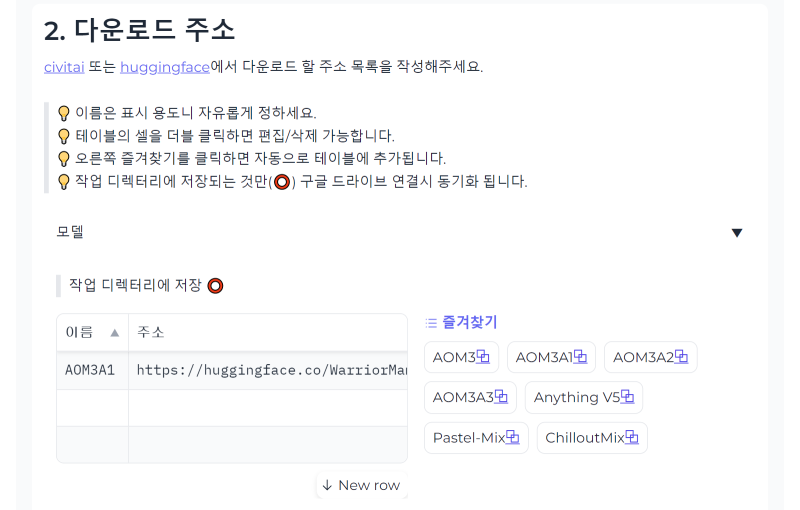 2. 다운로드 주소
civitai 또는 huggingface에서 다운로드 할 주소 목록을 작성해주세요.
💡 이름은 표시 용도니 자유롭게 정하세요.
💡 테이블의 셀을 더블 클릭하면 편집/삭제 가능합니다.
💡 오른쪽 즐겨찾기를 클릭하면 자동으로 테이블에 추가됩니다.
💡 작업 디렉터리에 저장되는 것만(⭕) 구글 드라이브 연결시 동기화 됩니다.
모델 ▼
작업 디렉터리에 저장 ⭕
이름 ▲ 주소
AOM3A1 https://huggingface.co/WarriorMa
↓ New row
즐겨찾기
AOM3 AOM3A1 AOM3A2
AOM3A3 Anything V5
Pastel-Mix ChilloutMix